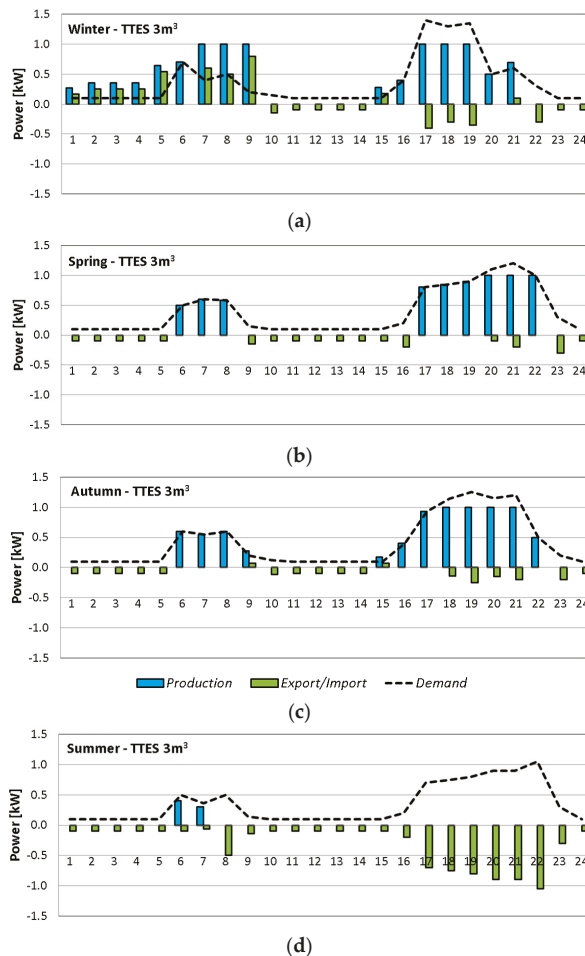 Winter - TTES 3m³
Power [kW]
1.5
1.0
0.5
0.0
-0.5
-1.0
-1.5
1 2 3 4 5 6 7 8 9 10 11 12 13 14 15 16 17 18 19 20 21 22 23 24
(a)
Spring - TTES 3m³
Power [kW]
1.5
1.0
0.5
0.0
-0.5
-1.0
-1.5
1 2 3 4 5 6 7 8 9 10 11 12 13 14 15 16 17 18 19 20 21 22 23 24
(b)
Autumn - TTES 3m³
Power [kW]
1.5
1.0
0.5
0.0
-0.5
-1.0
-1.5
1 2 3 4 5 6 7 8 9 10 11 12 13 14 15 16 17 18 19 20 21 22 23 24
Production Export/Import Demand
(c)
Summer - TTES 3m³
Power [kW]
1.5
1.0
0.5
0.0
-0.5
-1.0
-1.5
1 2 3 4 5 6 7 8 9 10 11 12 13 14 15 16 17 18 19 20 21 22 23 24
(d)